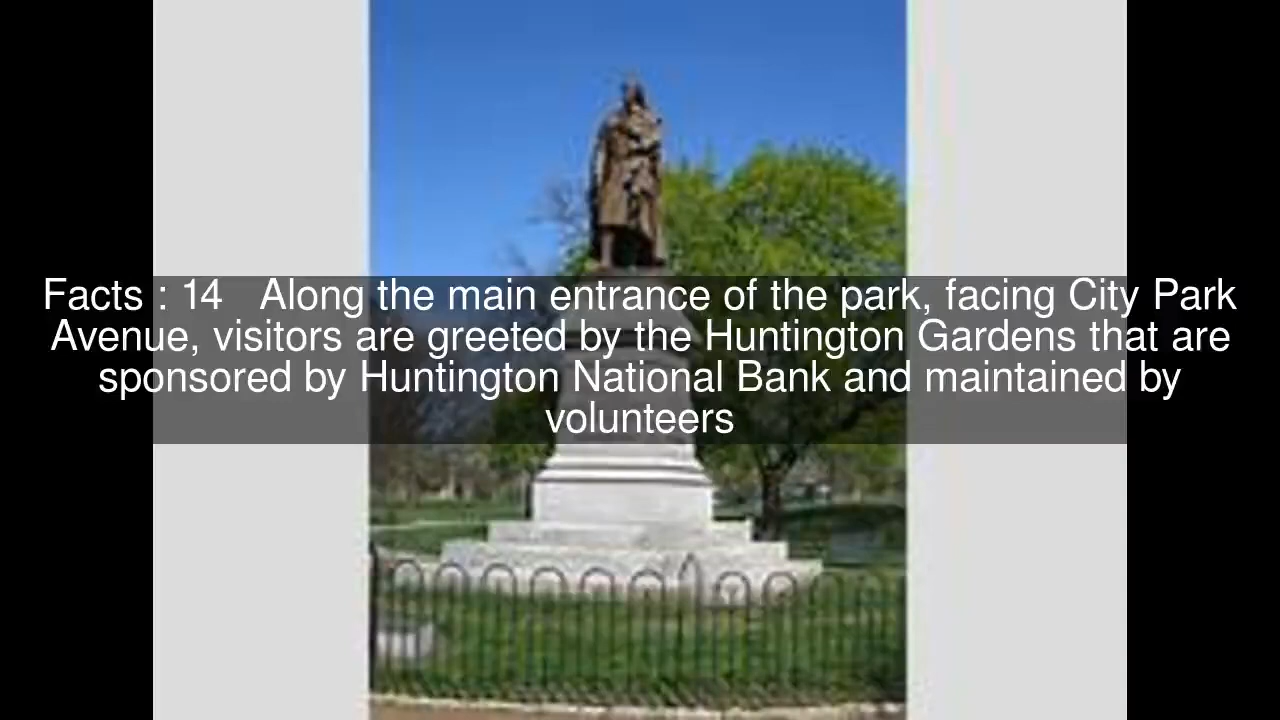 Facts : 14   Along the main entrance of the park, facing City Park
Avenue, visitors are greeted by the Huntington Gardens that are
sponsored by Huntington National Bank and maintained by
volunteers